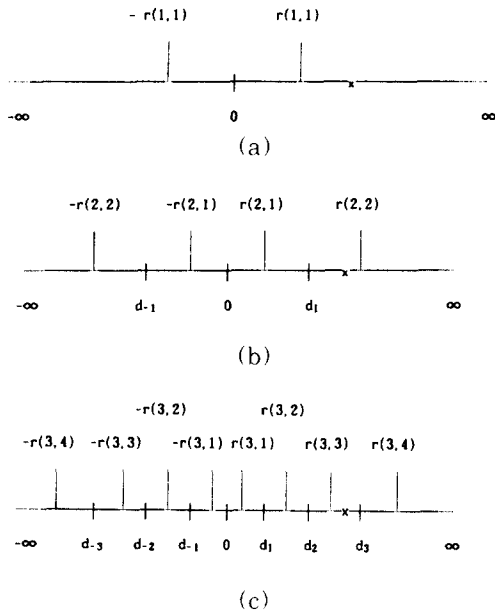 - r(1,1) r(1,1)
x
-∞ 0 ∞
(a)
-r(2,2) -r(2,1) r(2,1) r(2,2)
x
-∞ d-1 0 d1 ∞
(b)
-r(3,2) r(3,2)
-r(3,4) -r(3,3) -r(3,1) r(3,1) r(3,3) r(3,4)
x
-∞ d-3 d-2 d-1 0 d1 d2 d3 ∞
(c)